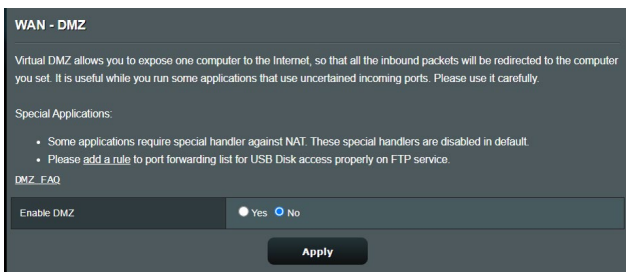 WAN - DMZ
Virtual DMZ allows you to expose one computer to the Internet, so that all the inbound packets will be redirected to the computer
you set. It is useful while you run some applications that use uncertained incoming ports. Please use it carefully.
Special Applications:
• Some applications require special handler against NAT. These special handlers are disabled in default.
• Please add a rule to port forwarding list for USB Disk access properly on FTP service.
DMZ FAQ
Enable DMZ Yes No
Apply